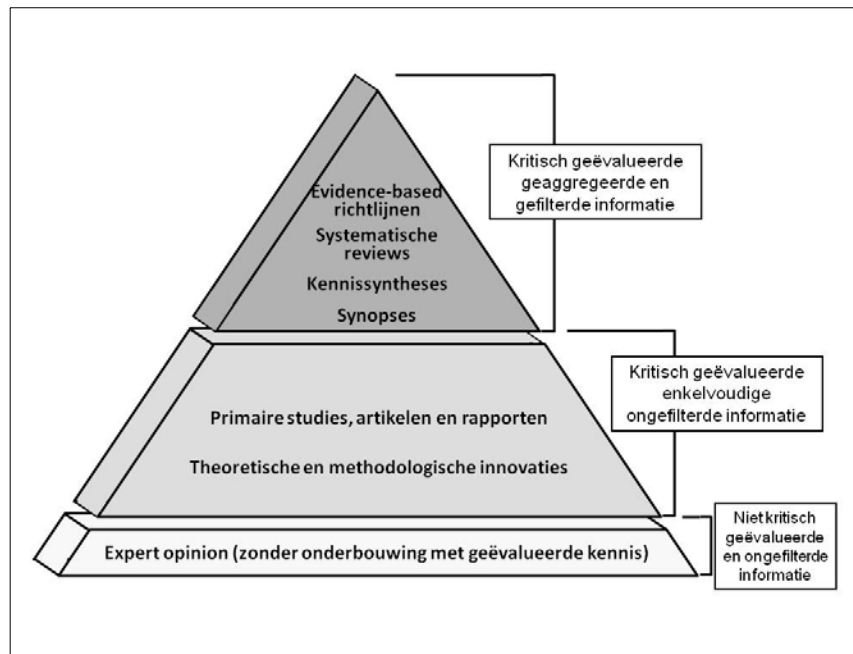 Evidence-based
richtlijnen
Systematische
reviews
Kennissyntheses
Synopses
Kritisch geëvalueerde
geaggregeerde en
gefilterde informatie
Primaire studies, artikelen en rapporten
Theoretische en methodologische innovaties
Kritisch geëvalueerde
enkelvoudige
ongefilterde informatie
Expert opinion (zonder onderbouwing met geëvalueerde kennis)
Niet kritisch
geëvalueerde
en ongefilterde
informatie